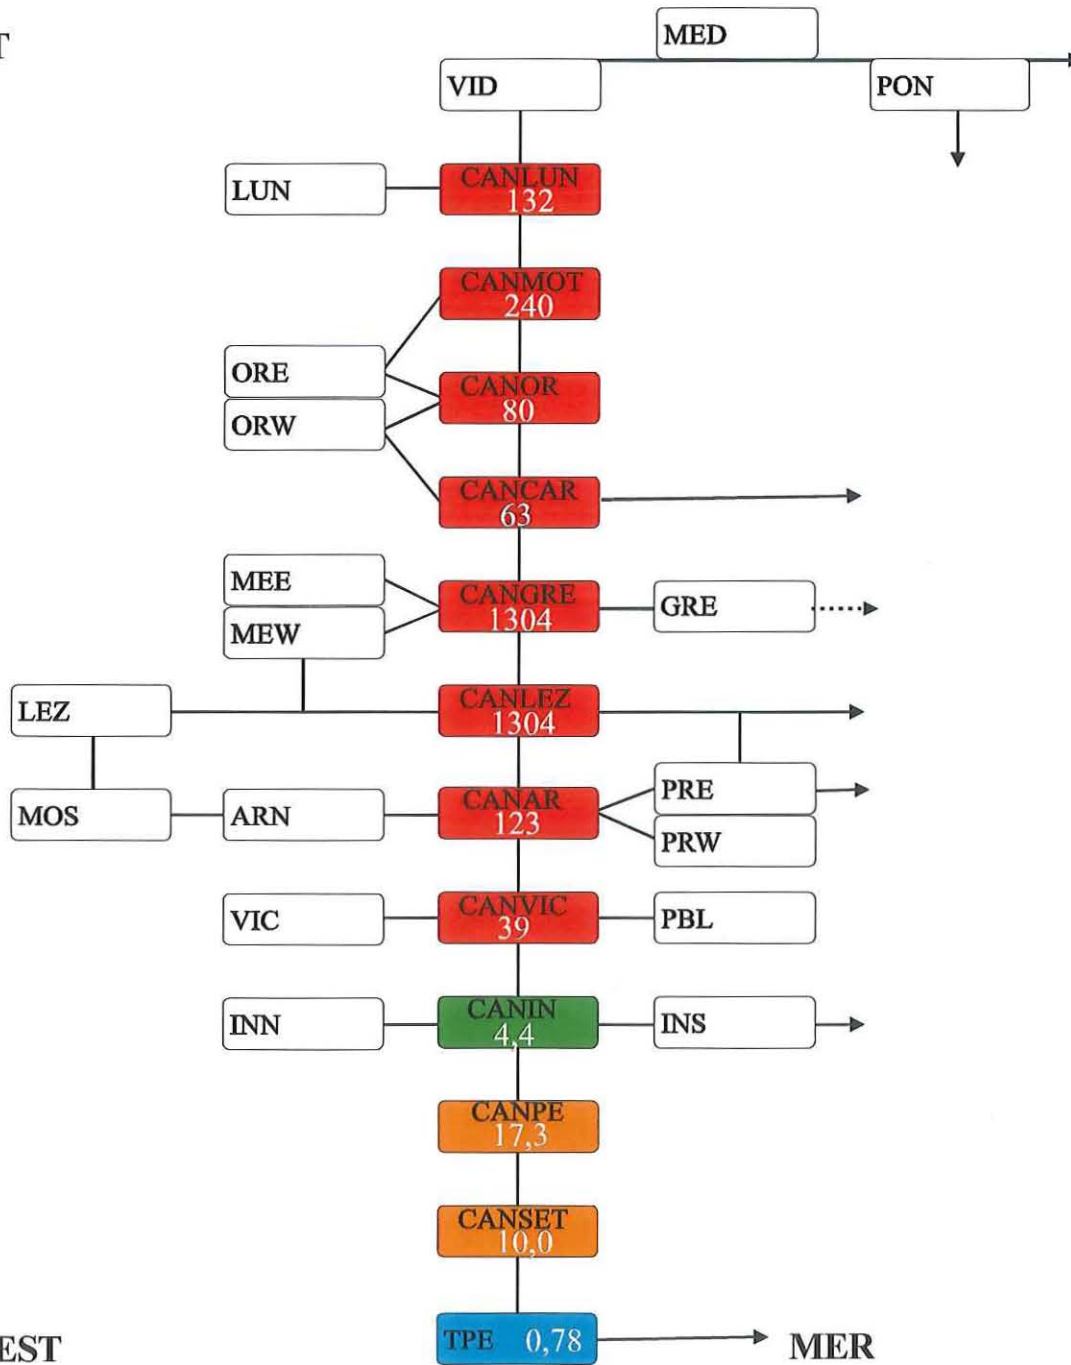 T
MED
VID
PON
LUN
CANLUN
132
CANMOT
240
ORE
ORW
CANOR
80
CANCAR
63
MEE
MEW
CANGRE
1304
GRE
LEZ
CANLEZ
1304
MOS
ARN
CANAR
123
PRE
PRW
VIC
CANVIC
39
PBL
INN
CANIN
4,4
INS
CANPE
17,3
CANSET
10,0
TPE 0,78
MER
EST